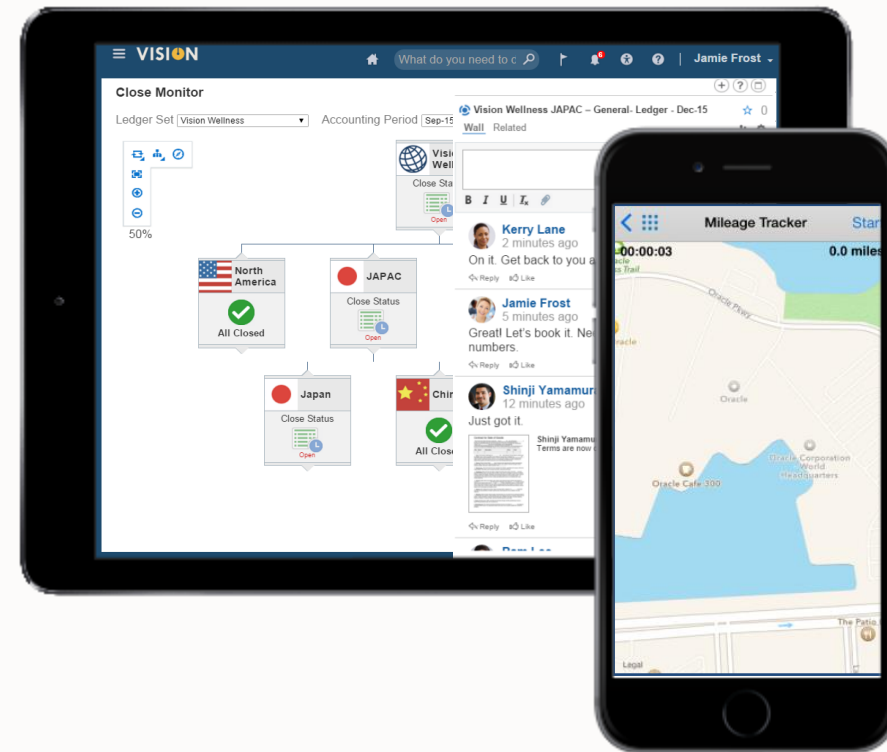 VISION
What do you need to c
6
Jamie Frost
Close Monitor
Ledger Set Vision Wellness
Accounting Period Sep-15
50%
Close Sta
Open
North
America
All Closed
JAPAC
Close Status
Open
Japan
Close Status
Open
Chi
All Close
Vision Wellness JAPAC – General- Ledger - Dec-15
0
Wall Related
B I U Ix
Kerry Lane
2 minutes ago
On it. Get back to you a
Reply Like
Jamie Frost
5 minutes ago
Great! Let's book it. Ne
numbers.
Reply Like
Shinji Yamamur
12 minutes ago
Just got it.
Shinji Yamamu
Terms are now
Reply Like
Mileage Tracker
Star
00:00:03
0.0 miles
Oracle Pkwy
Oracle
Oracle Corporation
World
Headquarters
Oracle Cafe 300
The Patio
Legal